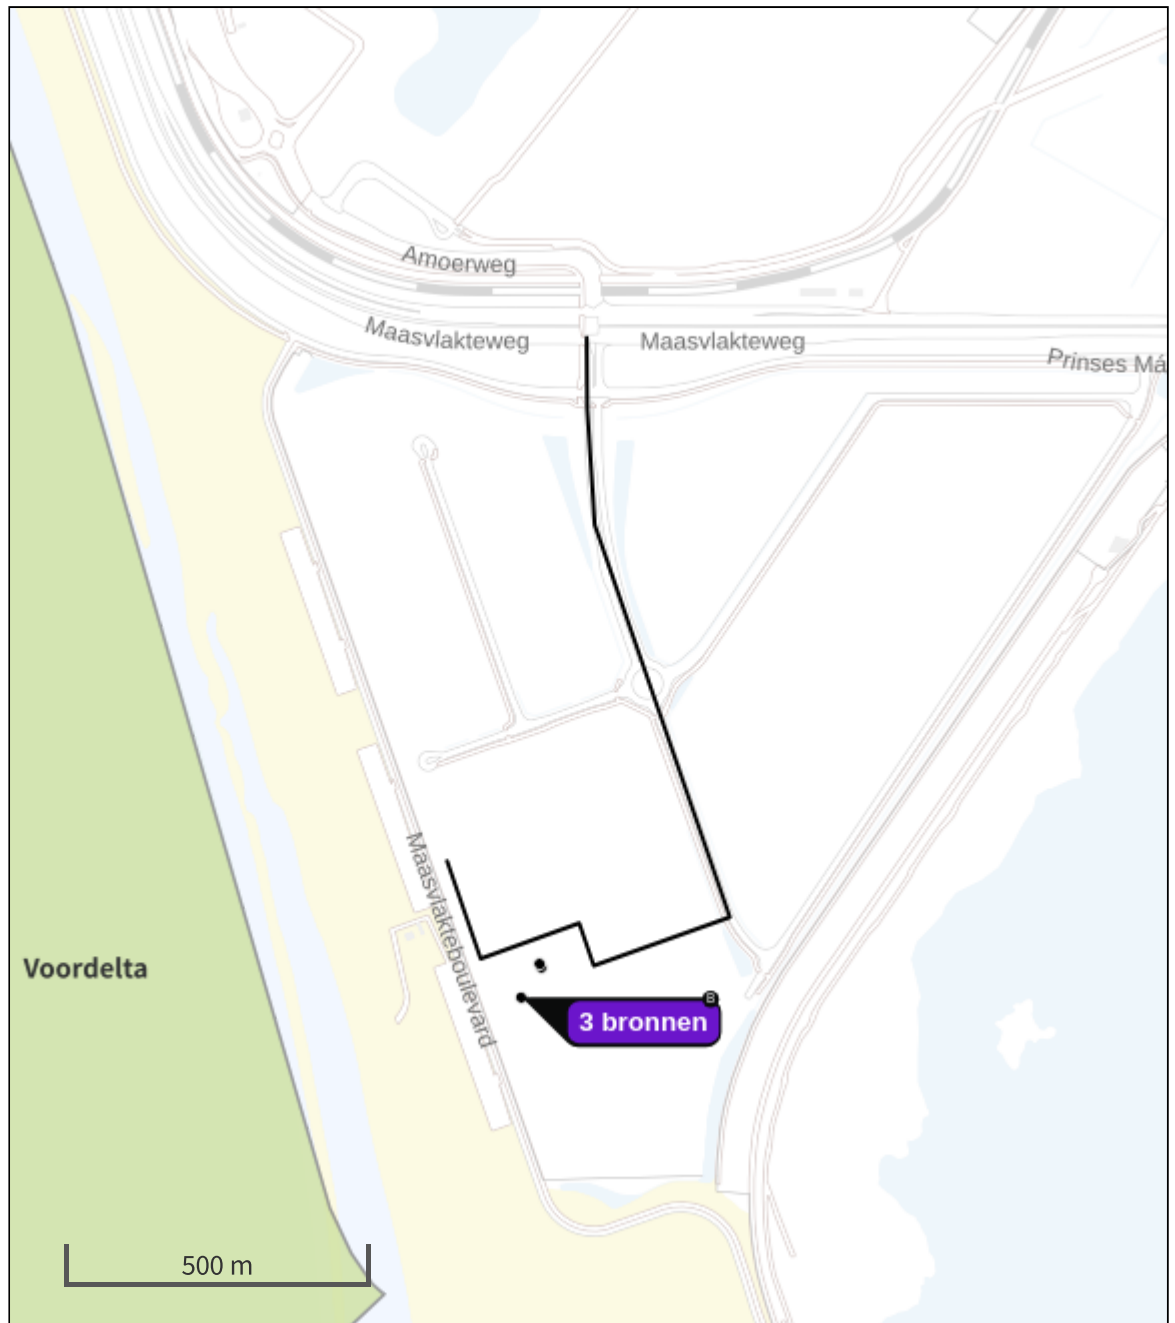 Amoerweg
Maasvlakteweg
Maasvlakteweg
Prinses Má
Maasvlakteboulevard
Voordelta
B
3 bronnen
500 m